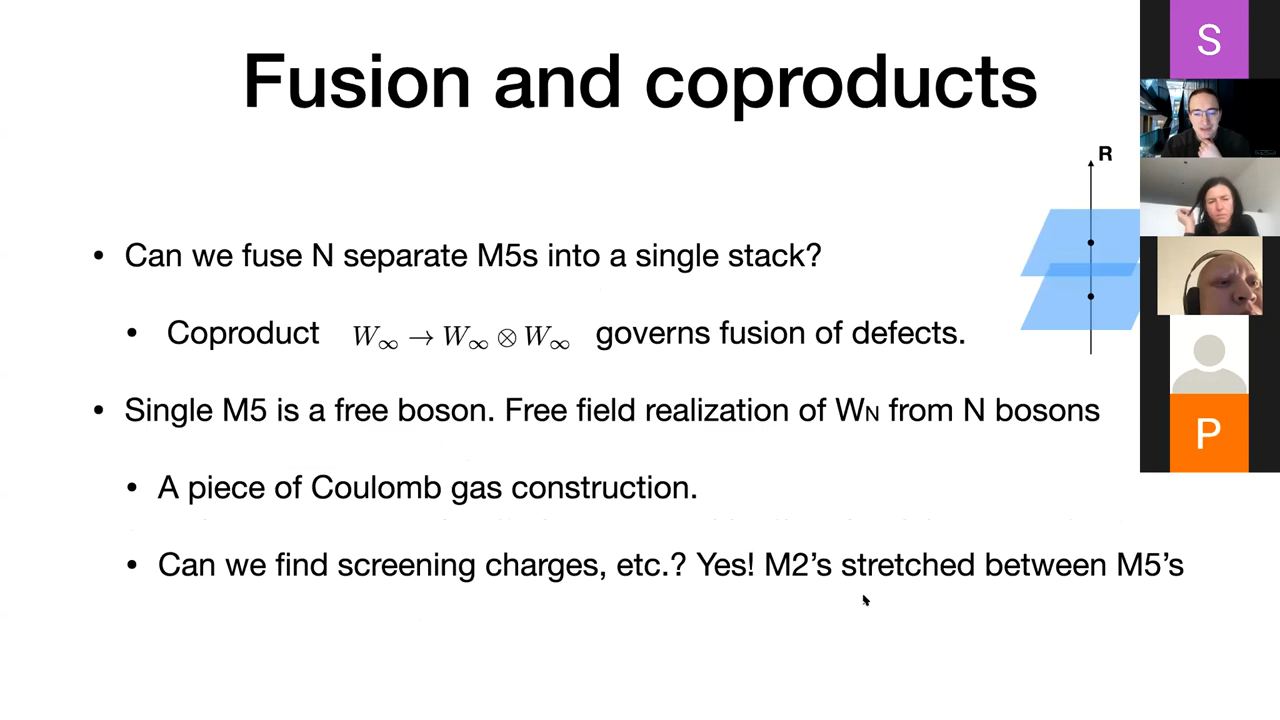 Fusion and coproducts
R
• Can we fuse N separate M5s into a single stack?
• Coproduct W∞ → W∞ ⊗ W∞ governs fusion of defects.
• Single M5 is a free boson. Free field realization of WN from N bosons
• A piece of Coulomb gas construction.
• Can we find screening charges, etc.? Yes! M2’s stretched between M5’s
S
P